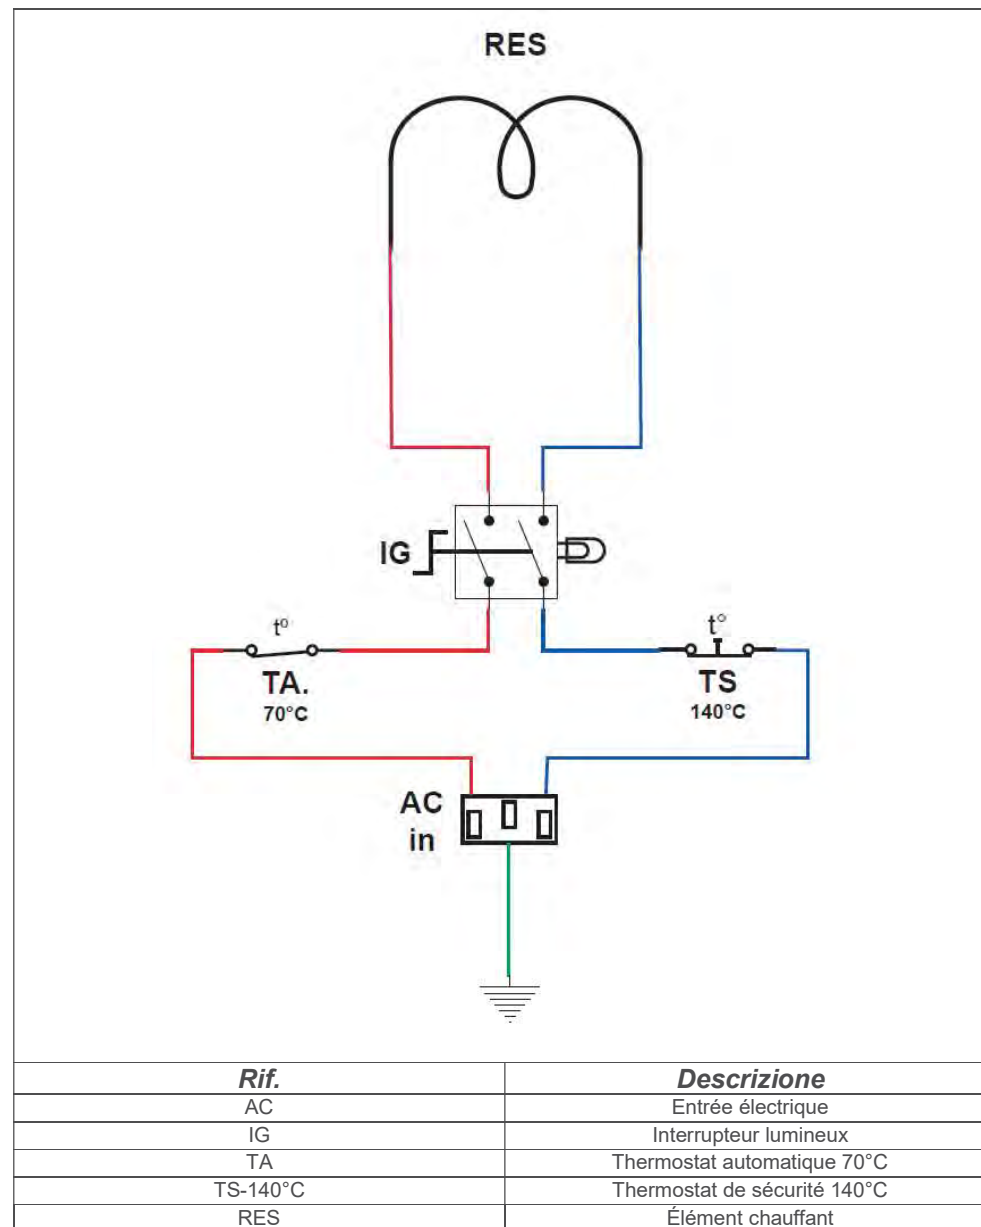 RES
IG
t°
TA.
70°C
t°
TS
140°C
AC
in
Rif. Descrizione
AC Entrée électrique
IG Interrupteur lumineux
TA Thermostat automatique 70°C
TS-140°C Thermostat de sécurité 140°C
RES Élément chauffant